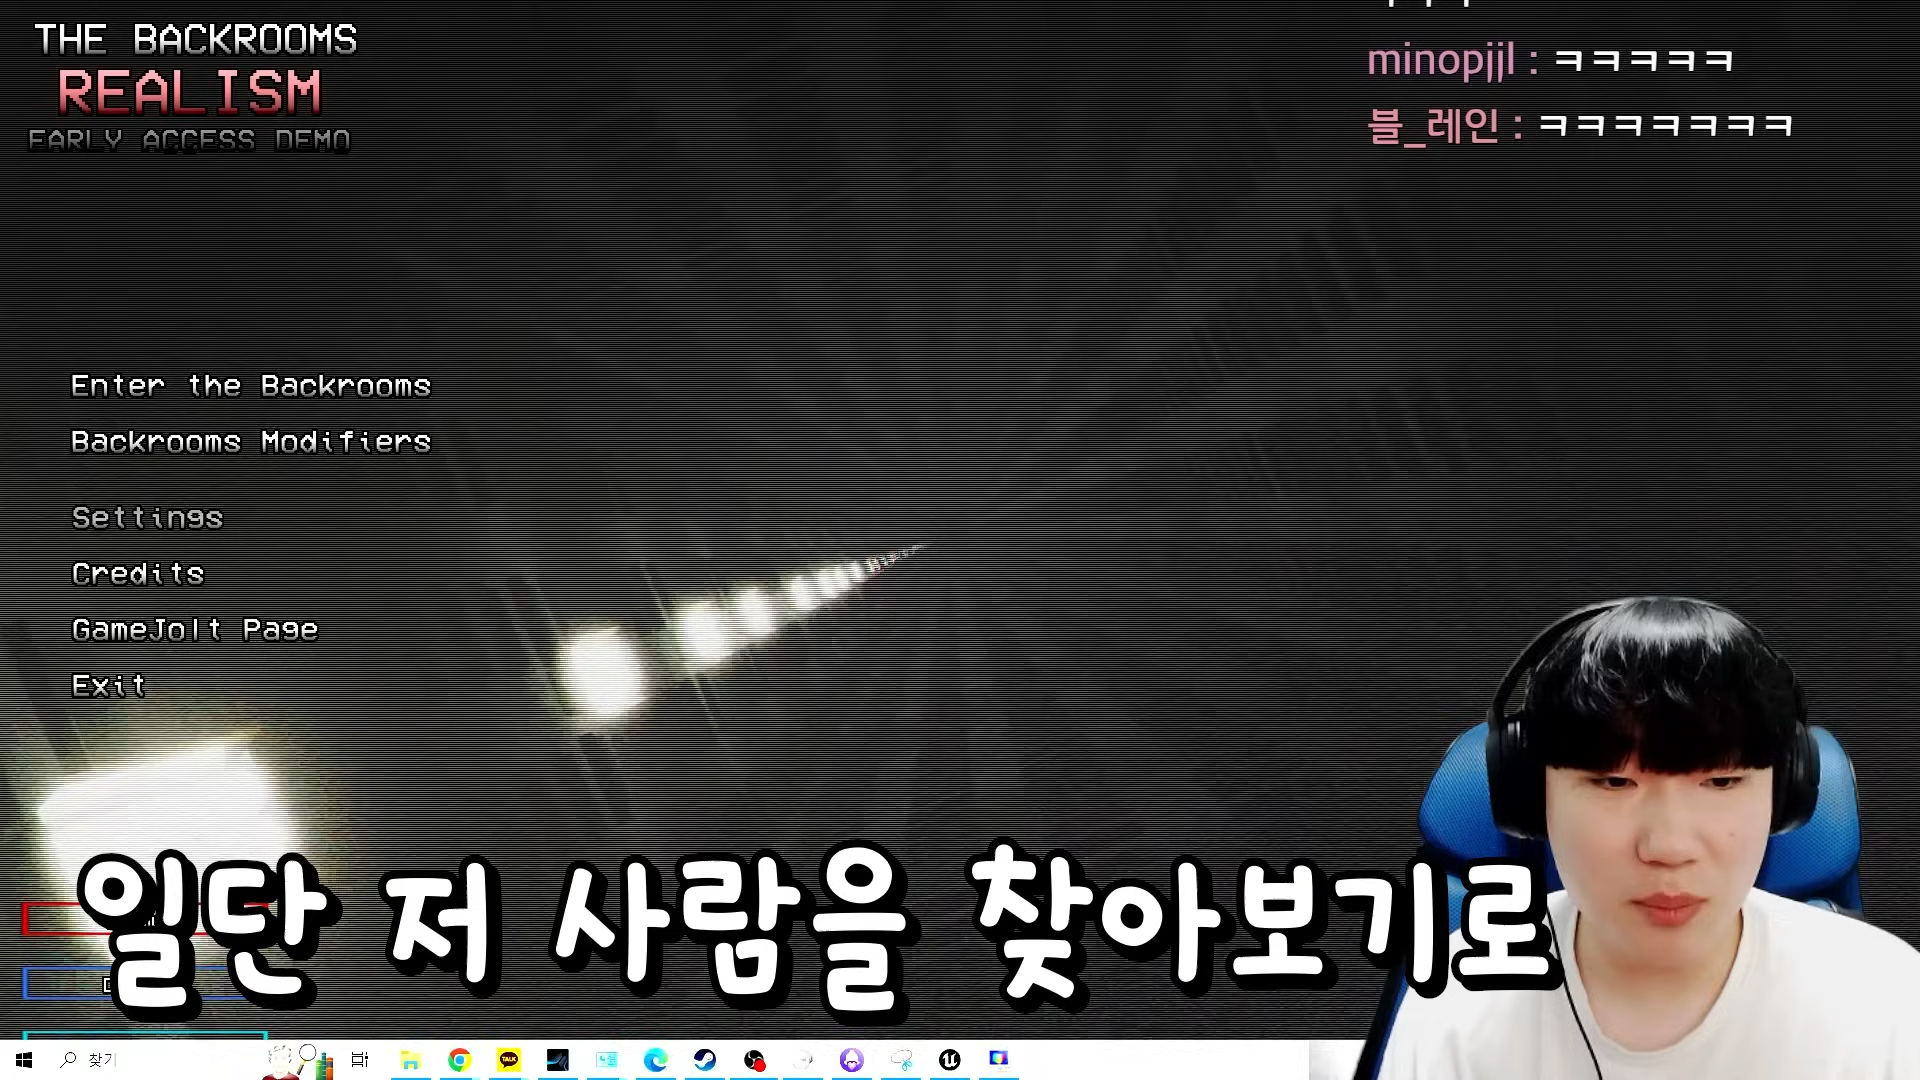 THE BACKROOMS
REALISM
EARLY ACCESS DEMO
minopjjl : ㅋㅋㅋㅋㅋ
블_레인 : ㅋㅋㅋㅋㅋㅋㅋ
Enter the Backrooms
Backrooms Modifiers
Settings
Credits
GameJolt Page
Exit
일단 저 사람을 찾아보기로
찾기
TALK